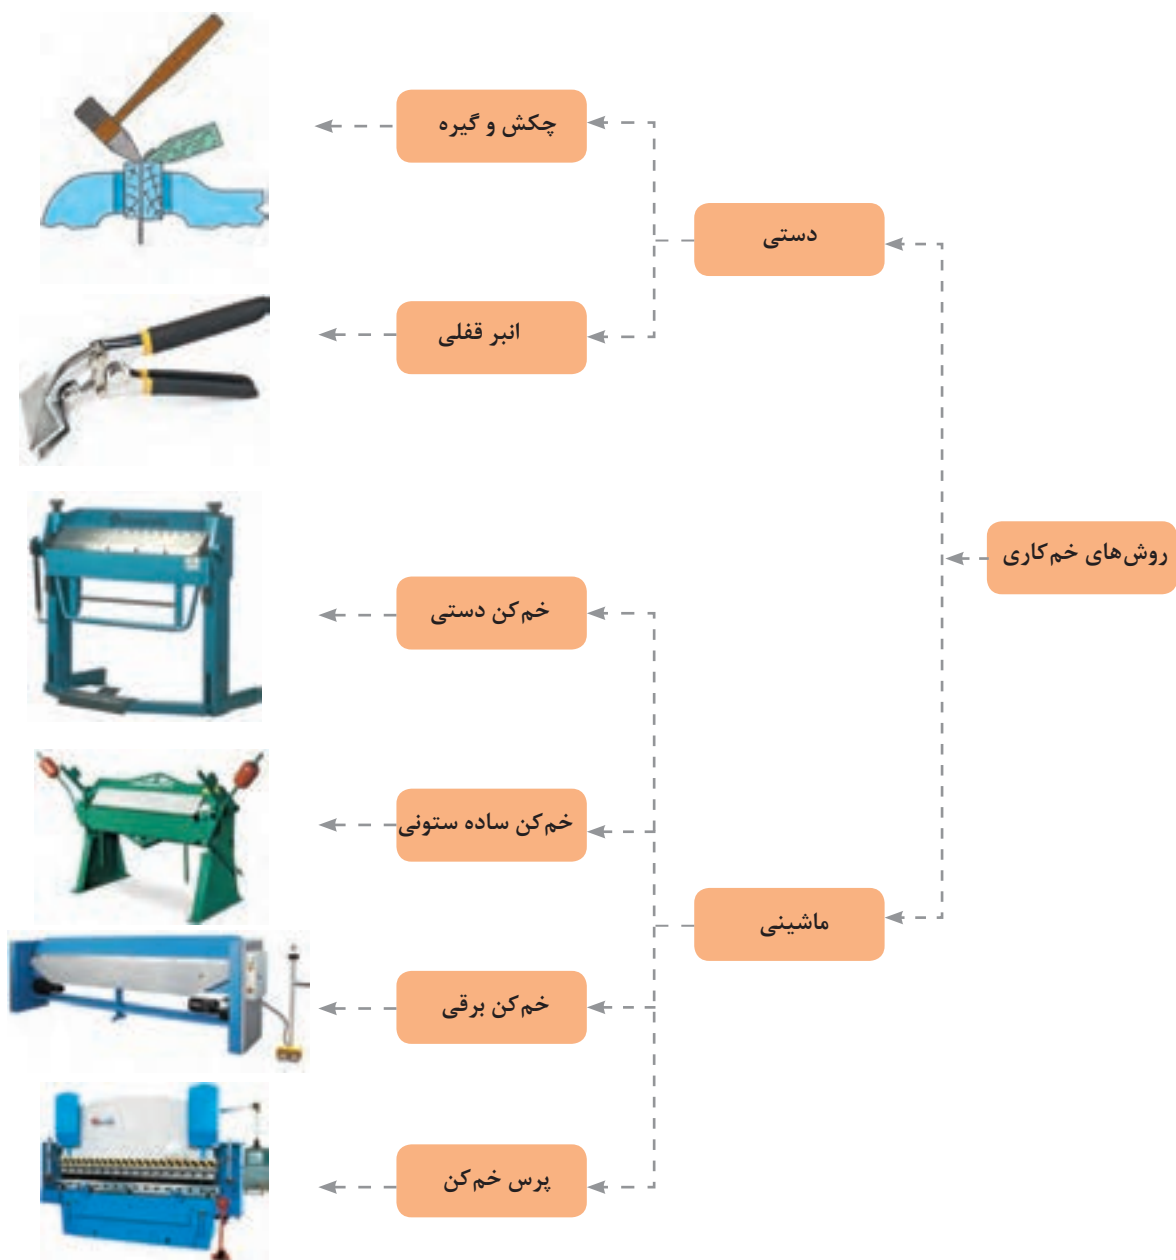 روش‌های خم‌کاری
دستی
چکش و گیره
انبر قفلی
ماشینی
خم‌کن دستی
خم‌کن ساده ستونی
خم‌کن برقی
پرس خم‌کن